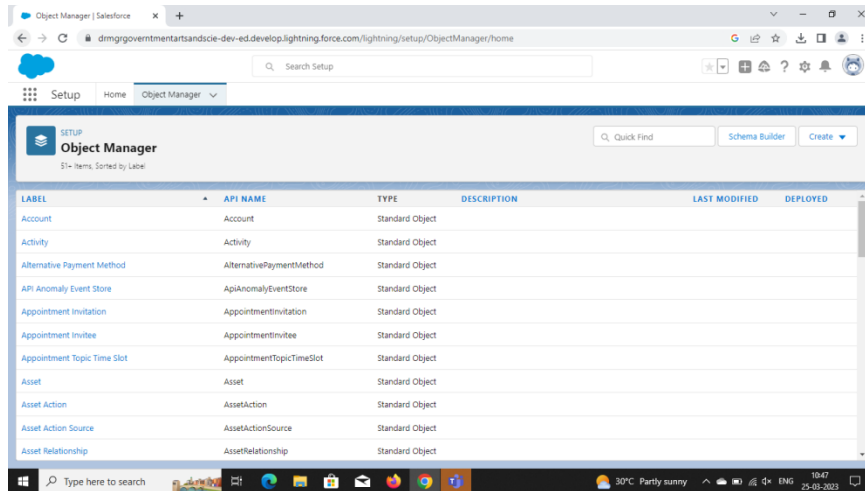 Object Manager | Salesforce
drmgrgoverntmentartsandscie-dev-ed.develop.lightning.force.com/lightning/setup/ObjectManager/home
Search Setup
Setup Home Object Manager
SETUP
Object Manager
51+ Items, Sorted by Label
Quick Find
Schema Builder
Create
LABEL API NAME TYPE DESCRIPTION LAST MODIFIED DEPLOYED
Account Account Standard Object
Activity Activity Standard Object
Alternative Payment Method AlternativePaymentMethod Standard Object
API Anomaly Event Store ApiAnomalyEventStore Standard Object
Appointment Invitation AppointmentInvitation Standard Object
Appointment Invitee AppointmentInvitee Standard Object
Appointment Topic Time Slot AppointmentTopicTimeSlot Standard Object
Asset Asset Standard Object
Asset Action AssetAction Standard Object
Asset Action Source AssetActionSource Standard Object
Asset Relationship AssetRelationship Standard Object
Type here to search
30°C Partly sunny
ENG
10:47
25-03-2023